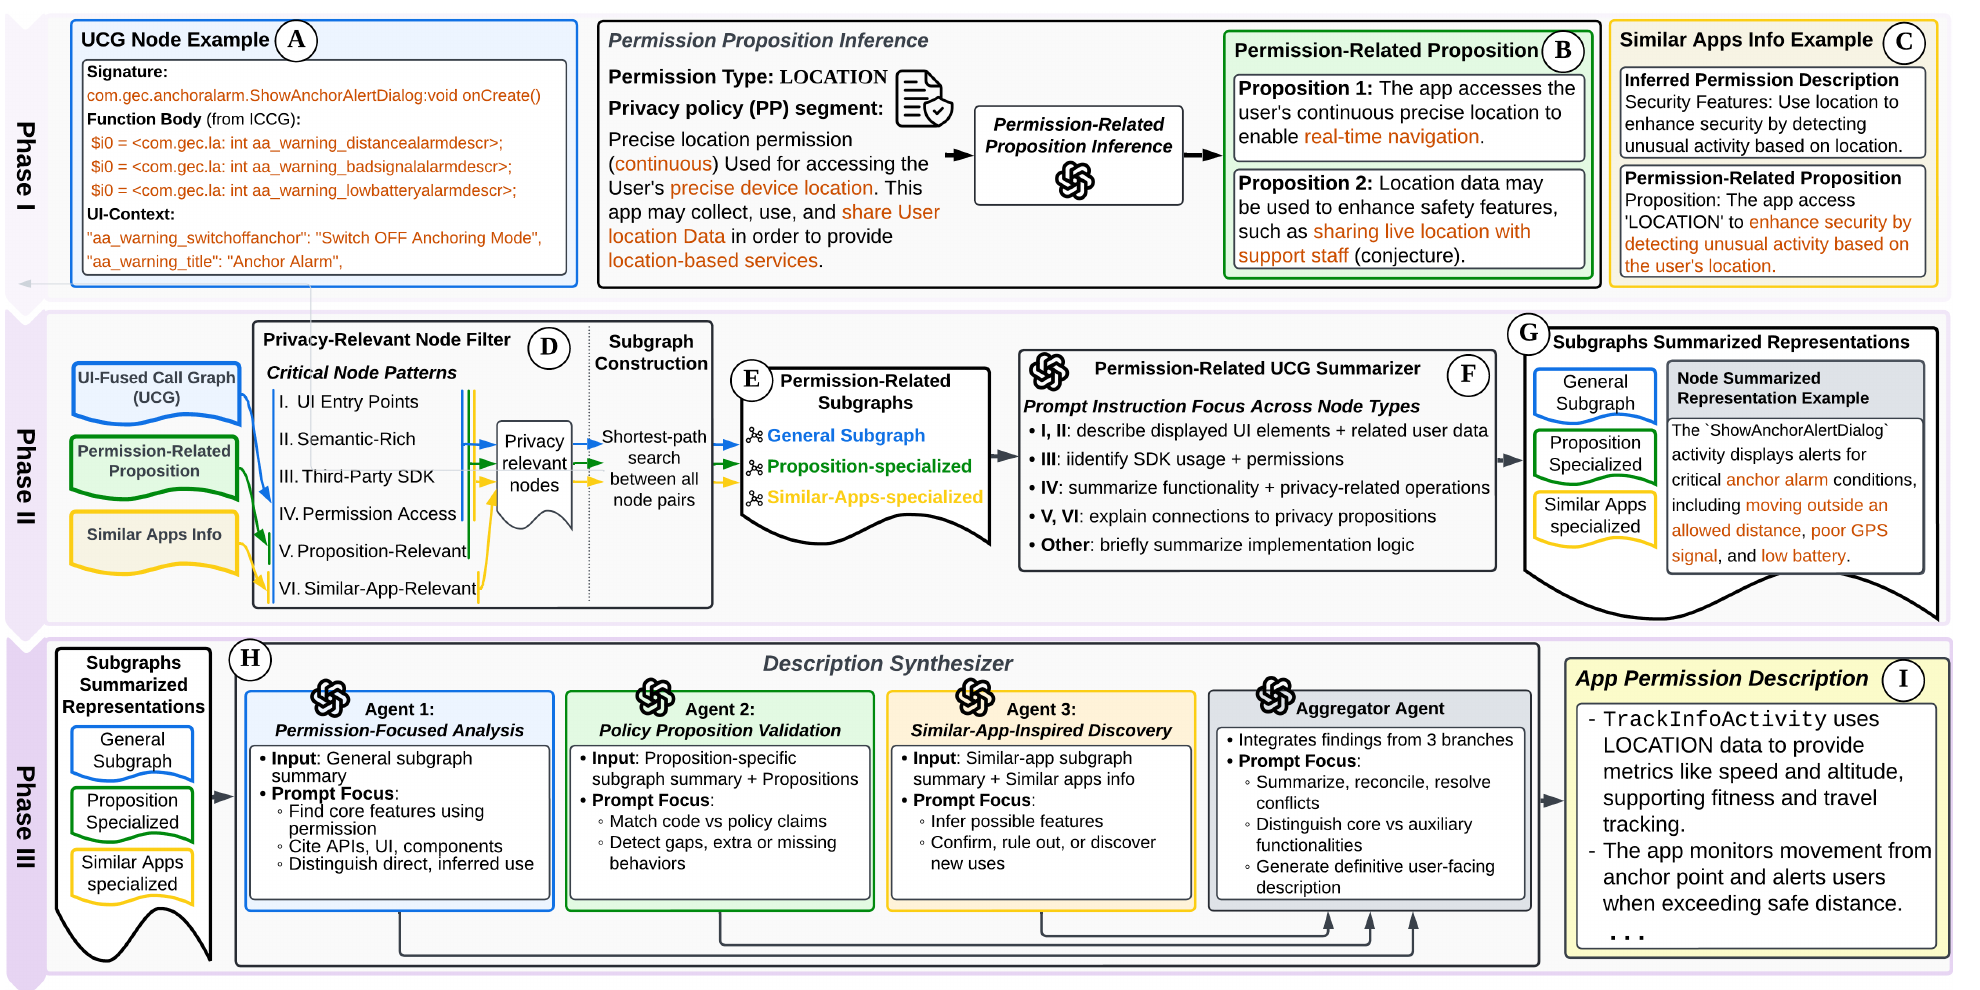 Phase I
UCG Node Example
A
Signature:
com.gec.anchoralarm.ShowAnchorAlertDialog:void onCreate()
Function Body (from ICCG):
$i0 = <com.gec.la: int aa_warning_distancealarmdescr>;
$i0 = <com.gec.la: int aa_warning_badsignalalarmdescr>;
$i0 = <com.gec.la: int aa_warning_lowbatteryalarmdescr>;
UI-Context:
"aa_warning_switchoffanchor": "Switch OFF Anchoring Mode",
"aa_warning_title": "Anchor Alarm",
Permission Proposition Inference
Permission Type: LOCATION
Privacy policy (PP) segment:
Precise location permission
(continuous) Used for accessing the
User's precise device location. This
app may collect, use, and share User
location Data in order to provide
location-based services.
Permission-Related
Proposition Inference
Permission-Related Proposition
B
Proposition 1: The app accesses the
user's continuous precise location to
enable real-time navigation.
Proposition 2: Location data may
be used to enhance safety features,
such as sharing live location with
support staff (conjecture).
Similar Apps Info Example
C
Inferred Permission Description
Security Features: Use location to
enhance security by detecting
unusual activity based on location.
Permission-Related Proposition
Proposition: The app access
'LOCATION' to enhance security by
detecting unusual activity based on
the user's location.
Phase II
UI-Fused Call Graph
(UCG)
Permission-Related
Proposition
Similar Apps Info
Privacy-Relevant Node Filter
D
Critical Node Patterns
I. UI Entry Points
II. Semantic-Rich
III. Third-Party SDK
IV. Permission Access
V. Proposition-Relevant
VI. Similar-App-Relevant
Privacy
relevant
nodes
Subgraph
Construction
Shortest-path
search
between all
node pairs
E
Permission-Related
Subgraphs
General Subgraph
Proposition-specialized
Similar-Apps-specialized
Permission-Related UCG Summarizer
F
Prompt Instruction Focus Across Node Types
• I, II: describe displayed UI elements + related user data
• III: iidentify SDK usage + permissions
• IV: summarize functionality + privacy-related operations
• V, VI: explain connections to privacy propositions
• Other: briefly summarize implementation logic
G
Subgraphs Summarized Representations
General
Subgraph
Proposition
Specialized
Similar Apps
specialized
Node Summarized
Representation Example
The `ShowAnchorAlertDialog`
activity displays alerts for
critical anchor alarm conditions,
including moving outside an
allowed distance, poor GPS
signal, and low battery.
Phase III
Subgraphs
Summarized
Representations
General
Subgraph
Proposition
Specialized
Similar Apps
specialized
H
Description Synthesizer
Agent 1:
Permission-Focused Analysis
• Input: General subgraph
summary
• Prompt Focus:
◦ Find core features using
permission
◦ Cite APIs, UI, components
◦ Distinguish direct, inferred use
Agent 2:
Policy Proposition Validation
• Input: Proposition-specific
subgraph summary + Propositions
• Prompt Focus:
◦ Match code vs policy claims
◦ Detect gaps, extra or missing
behaviors
Agent 3:
Similar-App-Inspired Discovery
• Input: Similar-app subgraph
summary + Similar apps info
• Prompt Focus:
◦ Infer possible features
◦ Confirm, rule out, or discover
new uses
Aggregator Agent
• Integrates findings from 3 branches
• Prompt Focus:
◦ Summarize, reconcile, resolve
conflicts
◦ Distinguish core vs auxiliary
functionalities
◦ Generate definitive user-facing
description
App Permission Description
I
- TrackInfoActivity uses
LOCATION data to provide
metrics like speed and altitude,
supporting fitness and travel
tracking.
- The app monitors movement from
anchor point and alerts users
when exceeding safe distance.
...